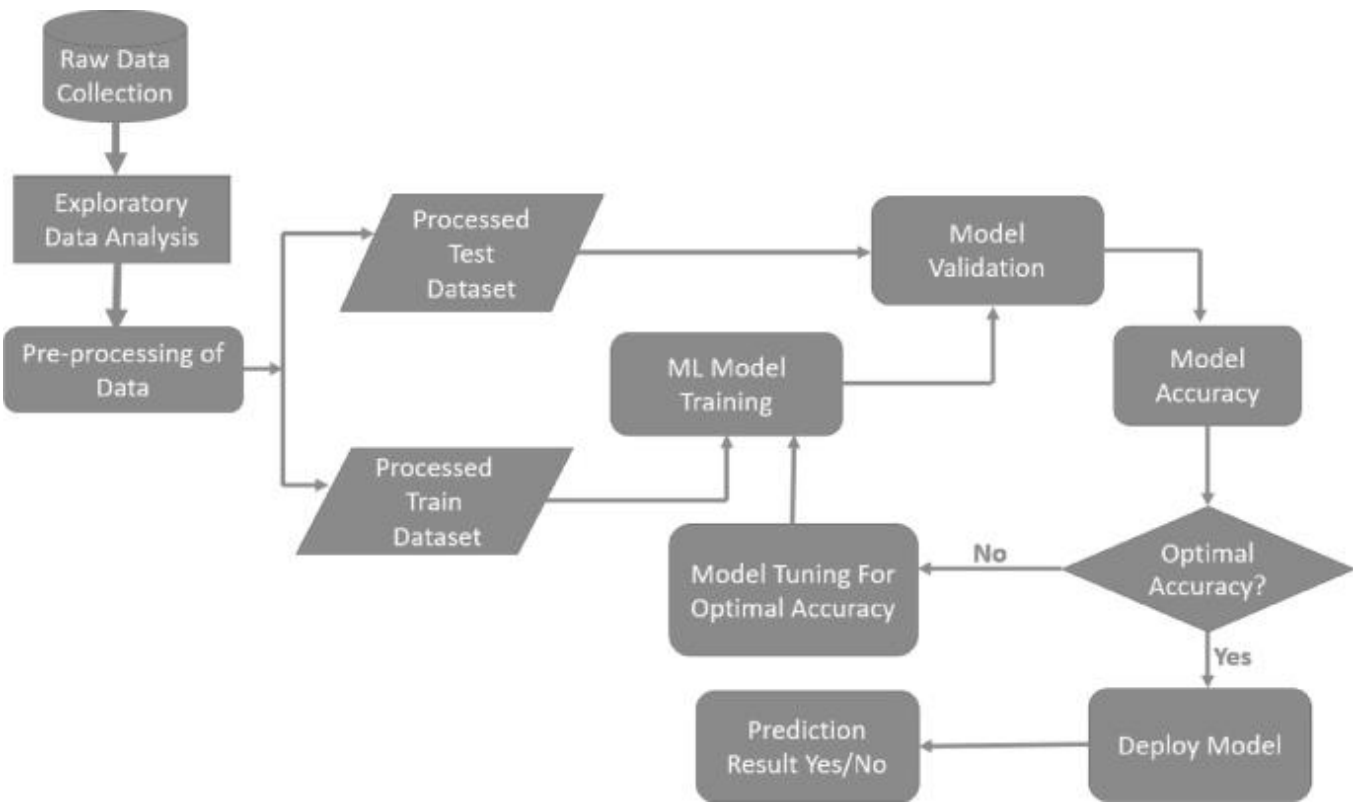 Raw Data
Collection
Exploratory
Data Analysis
Pre-processing of
Data
Processed
Test
Dataset
Processed
Train
Dataset
ML Model
Training
Model
Validation
Model
Accuracy
Optimal
Accuracy?
No
Model Tuning For
Optimal Accuracy
Yes
Deploy Model
Prediction
Result Yes/No